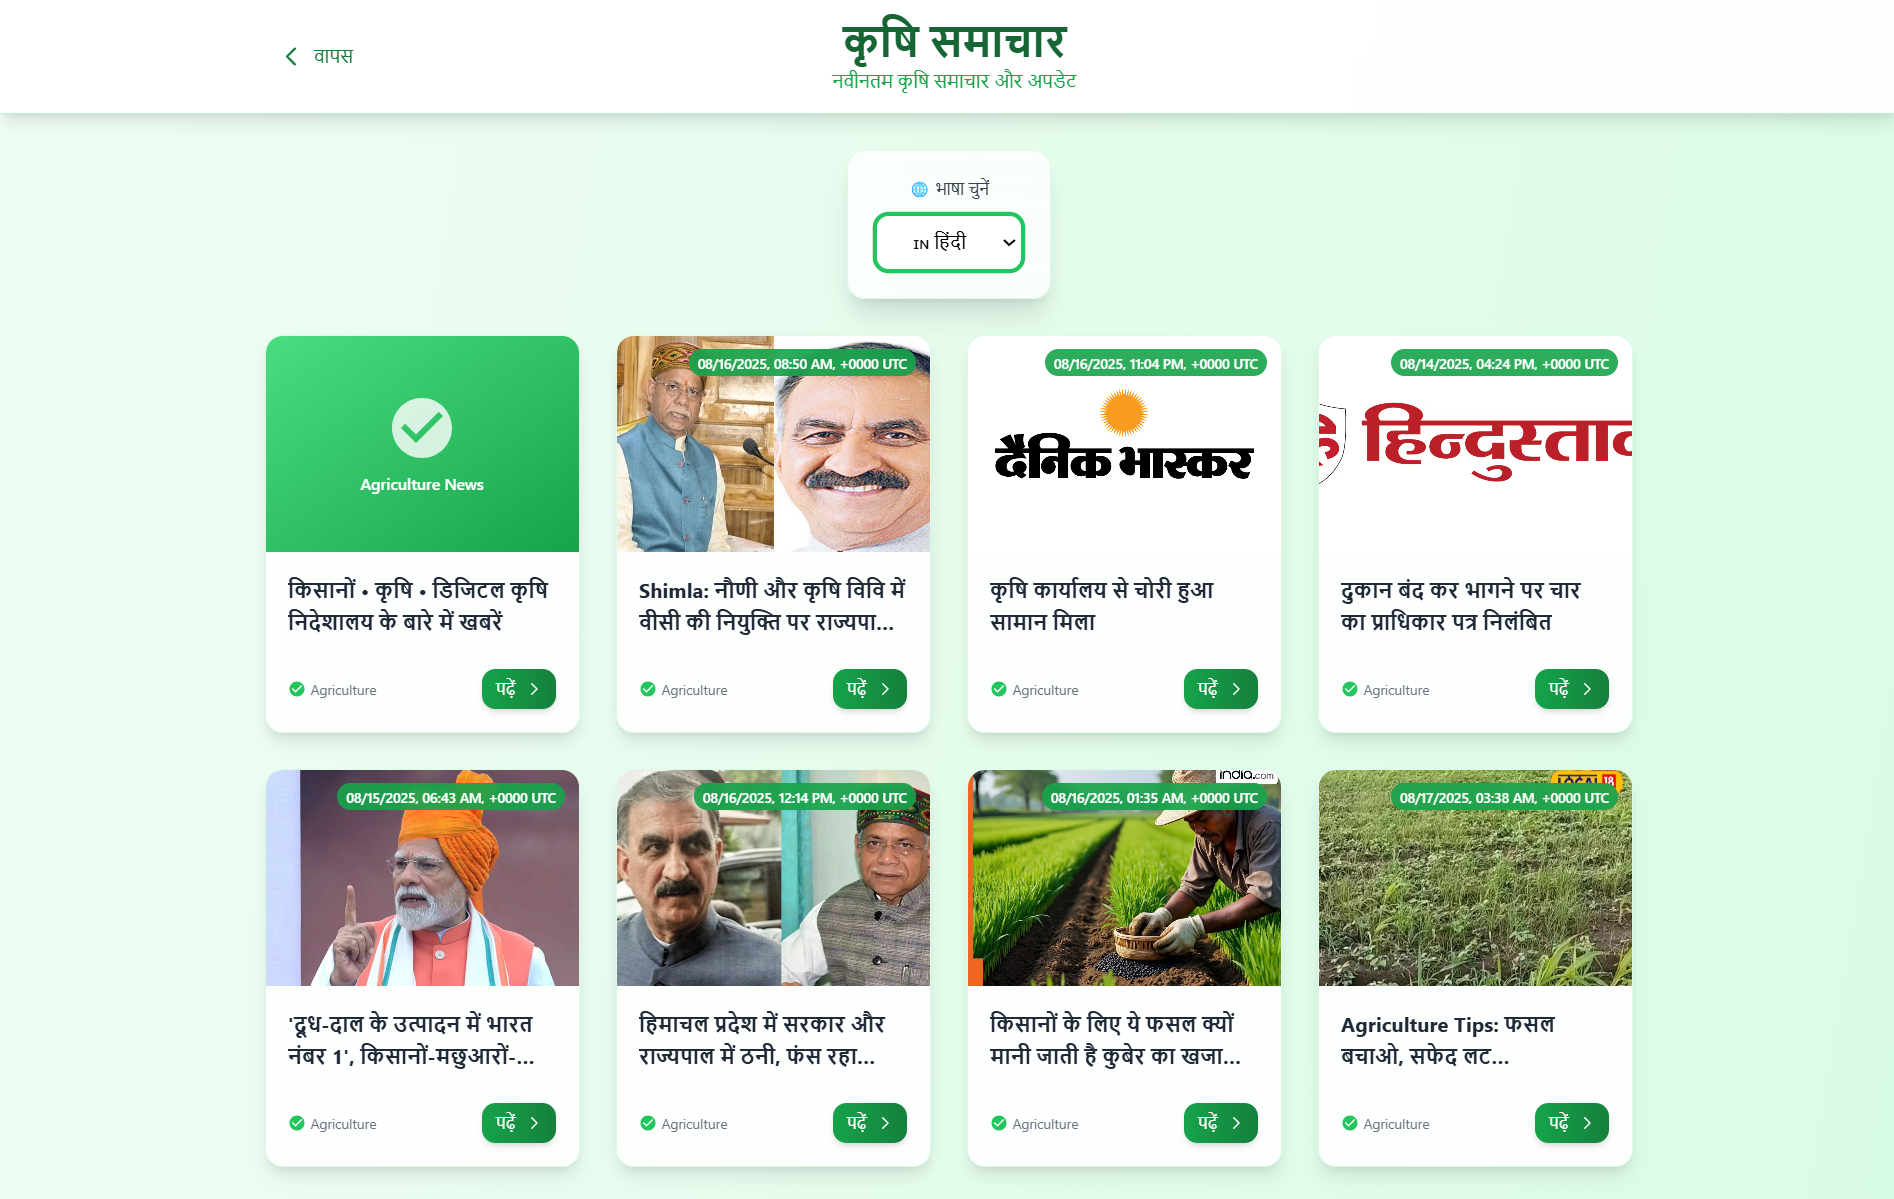 वापस
कृषि समाचार
नवीनतम कृषि समाचार और अपडेट
भाषा चुनें
IN हिंदी
Agriculture News
किसानों • कृषि • डिजिटल कृषि
निदेशालय के बारे में खबरें
Agriculture
पढ़ें
08/16/2025, 08:50 AM, +0000 UTC
Shimla: नौणी और कृषि विवि में
वीसी की नियुक्ति पर राज्यपा...
Agriculture
पढ़ें
08/16/2025, 11:04 PM, +0000 UTC
दैनिक भास्कर
कृषि कार्यालय से चोरी हुआ
सामान मिला
Agriculture
पढ़ें
08/14/2025, 04:24 PM, +0000 UTC
हिन्दुस्ता
दुकान बंद कर भागने पर चार
का प्राधिकार पत्र निलंबित
Agriculture
पढ़ें
08/15/2025, 06:43 AM, +0000 UTC
'दूध-दाल के उत्पादन में भारत
नंबर 1', किसानों-मछुआरों-...
Agriculture
पढ़ें
08/16/2025, 12:14 PM, +0000 UTC
हिमाचल प्रदेश में सरकार और
राज्यपाल में ठनी, फंस रहा...
Agriculture
पढ़ें
india.com
08/16/2025, 01:35 AM, +0000 UTC
किसानों के लिए ये फसल क्यों
मानी जाती है कुबेर का खजा...
Agriculture
पढ़ें
LOCAL 18
08/17/2025, 03:38 AM, +0000 UTC
Agriculture Tips: फसल
बचाओ, सफेद लट...
Agriculture
पढ़ें